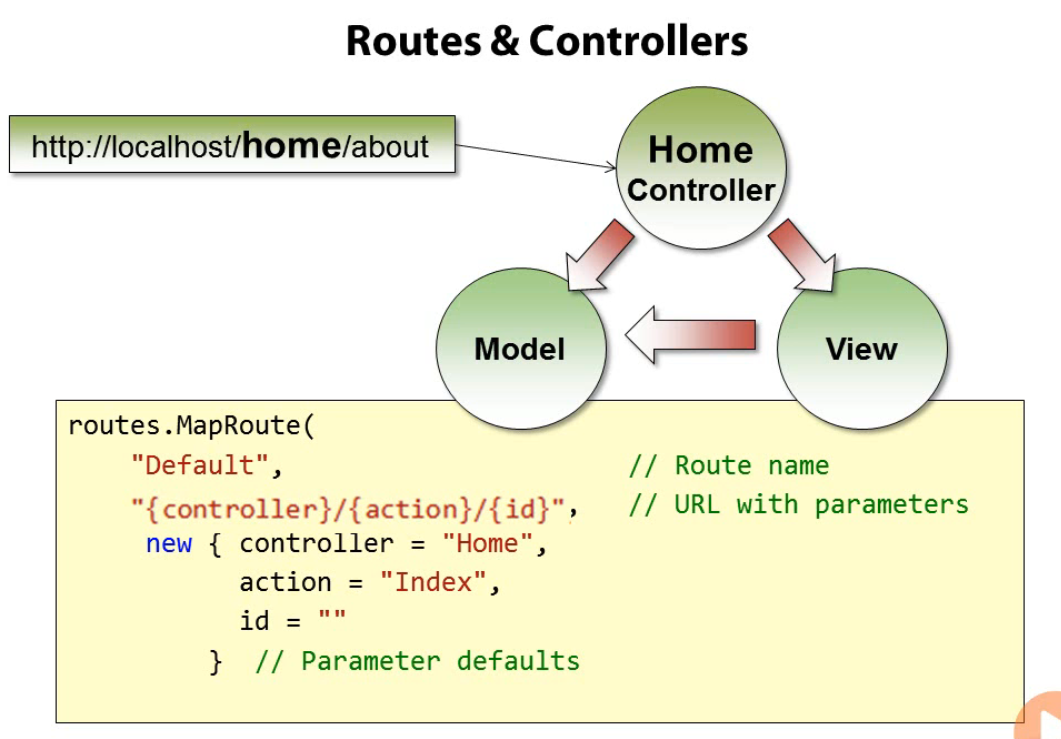 Routes & Controllers
http://localhost/home/about
Home
Controller
Model
View
routes.MapRoute(
"Default", // Route name
"{controller}/{action}/{id}", // URL with parameters
new { controller = "Home",
action = "Index",
id = ""
} // Parameter defaults